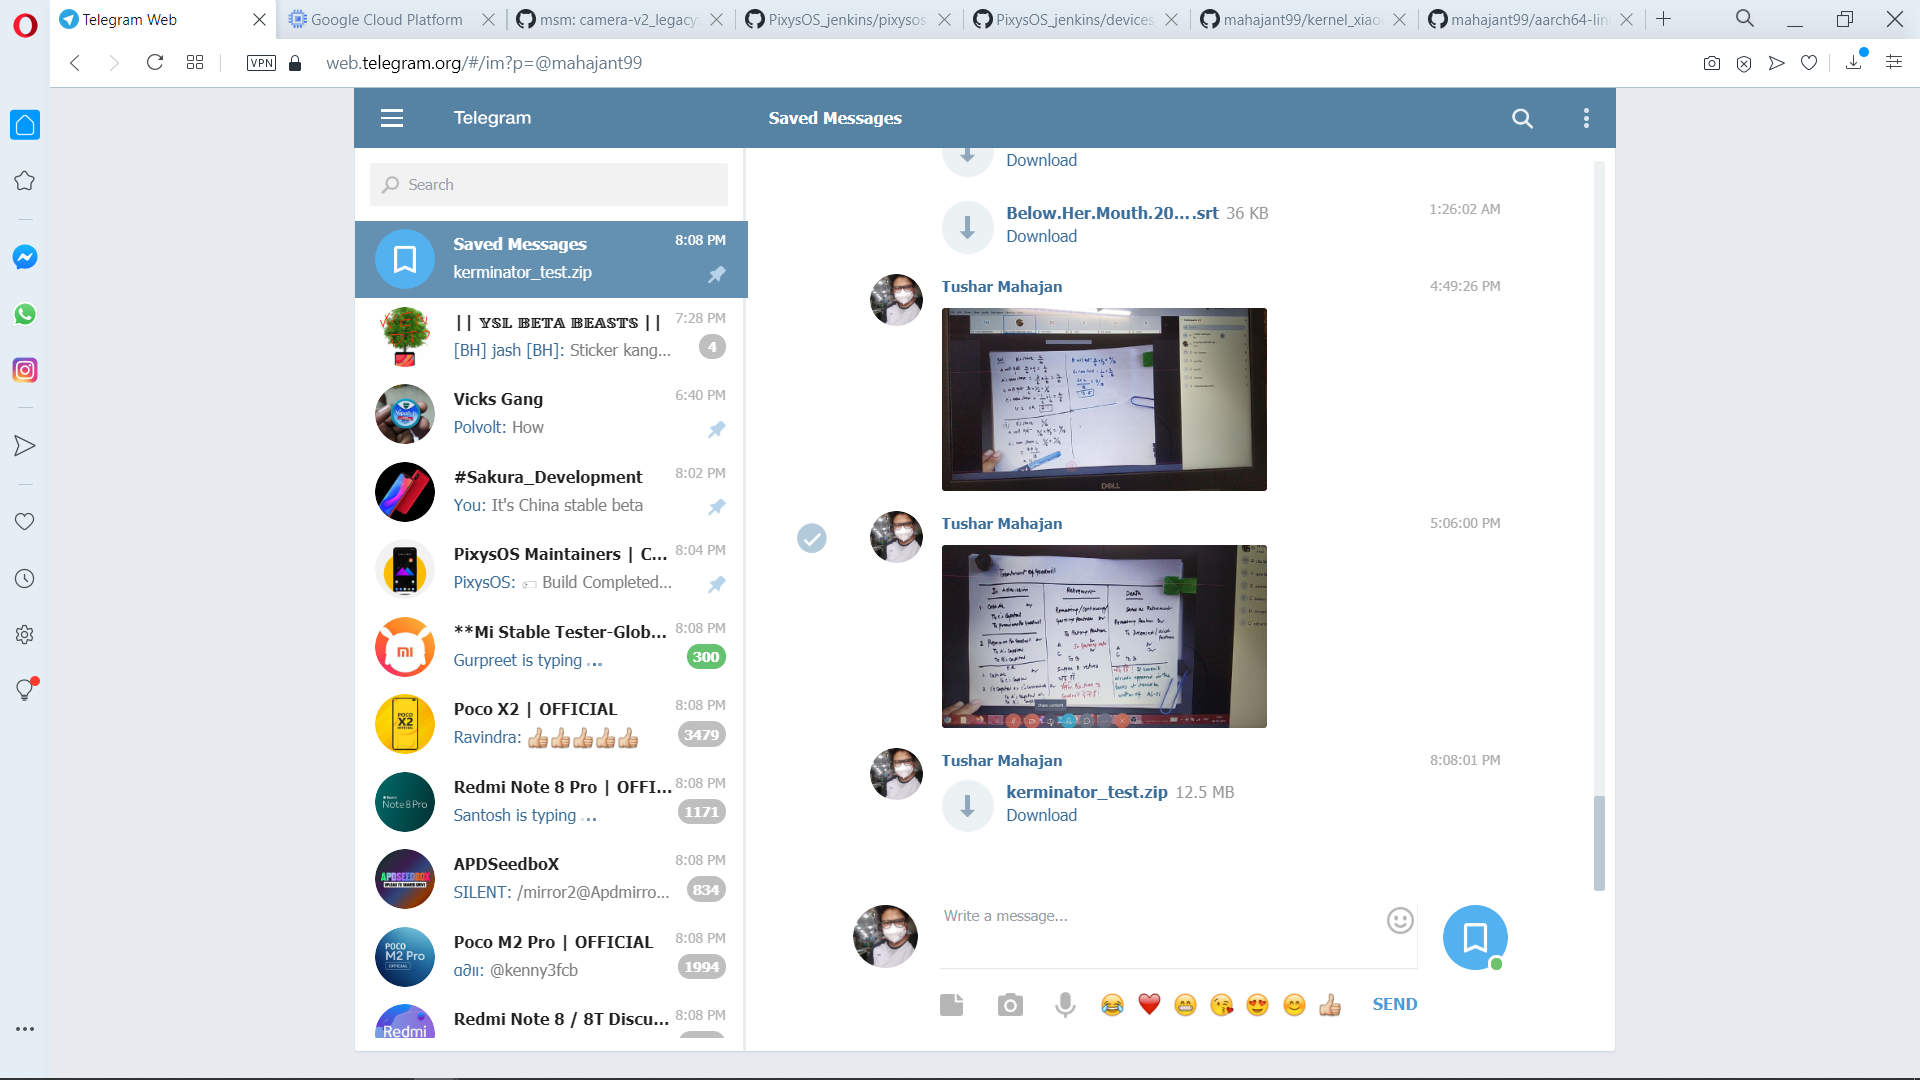 Telegram Web
Google Cloud Platform
msm: camera-v2_legacy
PixysOS_jenkins/pixysos
PixysOS_jenkins/devices
mahajant99/kernel_xiao
mahajant99/aarch64-lin
VPN
web.telegram.org/#/im?p=@mahajant99
Telegram
Saved Messages
Search
Saved Messages 8:08 PM
kerminator_test.zip
|| 𝕐𝕊𝕃 𝔹𝔼𝕋𝔸 𝔹𝔼𝔸𝕊𝕋𝕊 || 7:28 PM
[BH] jash [BH]: Sticker kang... 4
Vicks Gang 6:40 PM
Polvolt: How
#Sakura_Development 8:02 PM
You: It's China stable beta
PixysOS Maintainers | C... 8:04 PM
PixysOS: Build Completed...
**Mi Stable Tester-Glob... 8:08 PM
Gurpreet is typing ... 300
Poco X2 | OFFICIAL 8:08 PM
Ravindra: 👍👍👍👍👍 3479
Redmi Note 8 Pro | OFFI... 8:08 PM
Santosh is typing ... 1171
APDSeedboX 8:08 PM
SILENT: /mirror2@Apdmirro... 834
Poco M2 Pro | OFFICIAL 8:08 PM
α∂ιι: @kenny3fcb 1994
Redmi Note 8 / 8T Discu... 8:08 PM
Download
Below.Her.Mouth.20....srt 36 KB 1:26:02 AM
Download
Tushar Mahajan 4:49:26 PM
DELL
Tushar Mahajan 5:06:00 PM
Treatment of Goodwill
Retirement
Death
Tushar Mahajan 8:08:01 PM
kerminator_test.zip 12.5 MB
Download
Write a message...
😂 ❤️ 😁 😘 😍 😊 👍 SEND